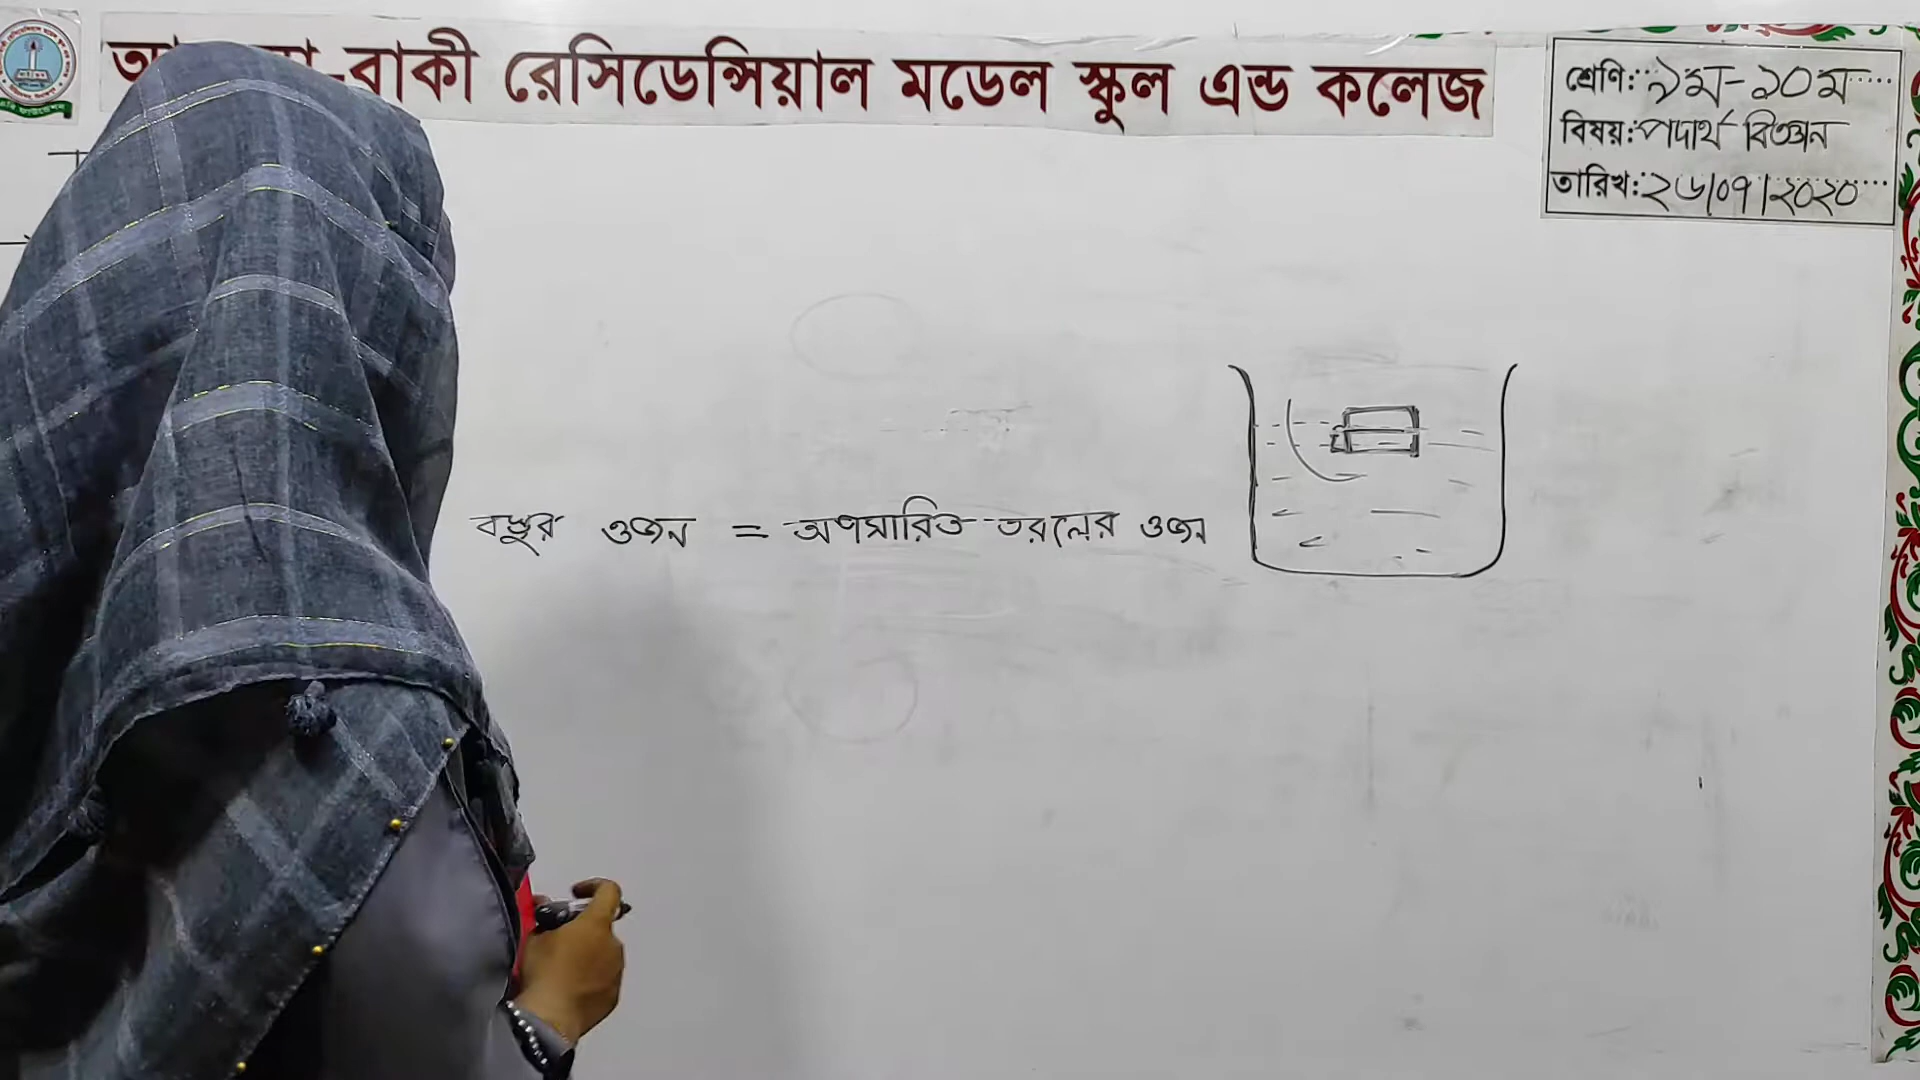 -বাকী রেসিডেন্সিয়াল মডেল স্কুল এন্ড কলেজ
শ্রেণি: ৯ম-১০ম
বিষয়: পদার্থ বিজ্ঞান
তারিখ: ২৬/০৭/২০২০
বস্তুর ওজন = অপসারিত তরলের ওজন